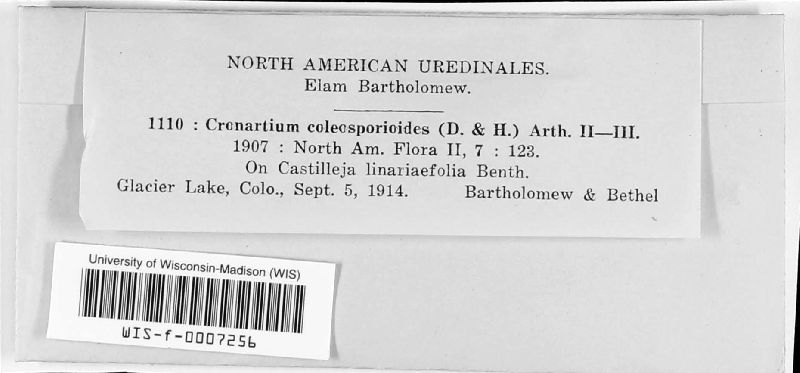 NORTH AMERICAN UREDINALES.
Elam Bartholomew.
1110 : Cronartium coleosporioides (D. & H.) Arth. II—III.
1907 : North Am. Flora II, 7 : 123.
On Castilleja linariaefolia Benth.
Glacier Lake, Colo., Sept. 5, 1914. Bartholomew & Bethel
University of Wisconsin-Madison (WIS)
WIS-f-0007256